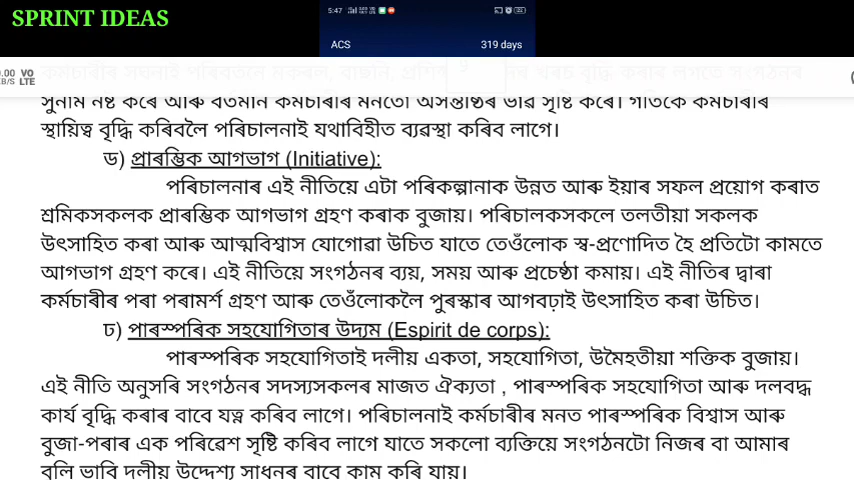 SPRINT IDEAS
5:47
ACS 319 days
VO
LTE
সুনাম নষ্ট কৰে আৰু বৰ্তমান কৰ্মচাৰীৰ মনতো অসন্তুষ্টিৰ ভাৱ সৃষ্টি কৰে। গতিকে কৰ্মচাৰীৰ
স্থায়িত্ব বৃদ্ধি কৰিবলৈ পৰিচালনাই যথাবিহীত ব্যৱস্থা কৰিব লাগে।
ড) প্ৰাৰম্ভিক আগভাগ (Initiative):
পৰিচালনাৰ এই নীতিয়ে এটা পৰিকল্পনাক উন্নত আৰু ইয়াৰ সফল প্ৰয়োগ কৰাত
শ্ৰমিকসকলক প্ৰাৰম্ভিক আগভাগ গ্ৰহণ কৰাক বুজায়। পৰিচালকসকলে তলতীয়া সকলক
উৎসাহিত কৰা আৰু আত্মবিশ্বাস যোগোৱা উচিত যাতে তেওঁলোক স্ব-প্ৰণোদিত হৈ প্ৰতিটো কামতে
আগভাগ গ্ৰহণ কৰে। এই নীতিয়ে সংগঠনৰ ব্যয়, সময় আৰু প্ৰচেষ্ঠা কমায়। এই নীতিৰ দ্বাৰা
কৰ্মচাৰীৰ পৰা পৰামৰ্শ গ্ৰহণ আৰু তেওঁলোকলৈ পুৰস্কাৰ আগবঢ়াই উৎসাহিত কৰা উচিত।
ঢ) পাৰস্পৰিক সহযোগিতাৰ উদ্যম (Espirit de corps):
পাৰস্পৰিক সহযোগিতাই দলীয় একতা, সহযোগিতা, উমৈহতীয়া শক্তিক বুজায়।
এই নীতি অনুসৰি সংগঠনৰ সদস্যসকলৰ মাজত ঐক্যতা , পাৰস্পৰিক সহযোগিতা আৰু দলবদ্ধ
কাৰ্য বৃদ্ধি কৰাৰ বাবে যত্ন কৰিব লাগে। পৰিচালনাই কৰ্মচাৰীৰ মনত পাৰস্পৰিক বিশ্বাস আৰু
বুজা-পৰাৰ এক পৰিৱেশ সৃষ্টি কৰিব লাগে যাতে সকলো ব্যক্তিয়ে সংগঠনটো নিজৰ বা আমাৰ
বুলি ভাবি দলীয় উদ্দেশ্য সাধনৰ বাবে কাম কৰি যায়।